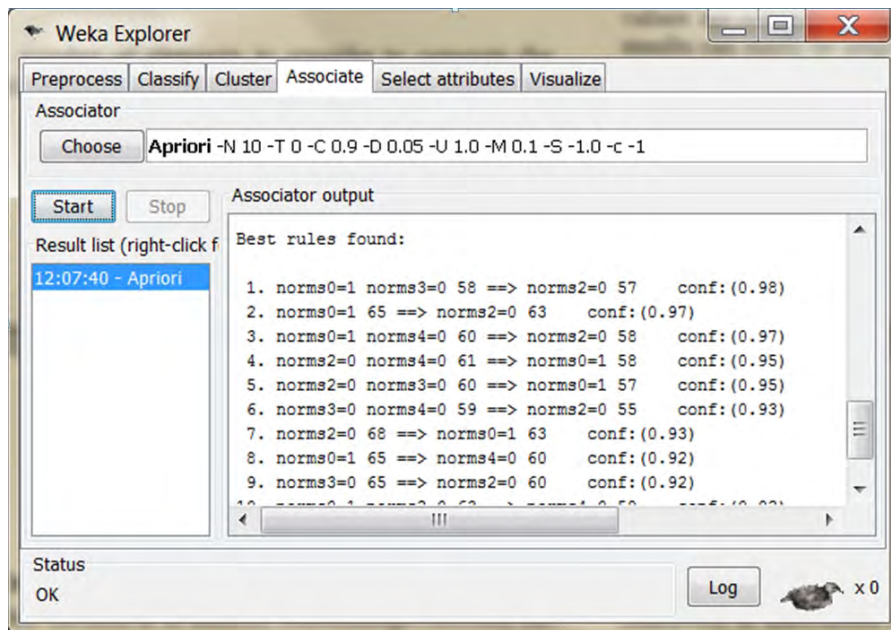 Weka Explorer
Preprocess Classify Cluster Associate Select attributes Visualize
Associator
Choose Apriori -N 10 -T 0 -C 0.9 -D 0.05 -U 1.0 -M 0.1 -S -1.0 -c -1
Start Stop
Result list (right-click f
12:07:40 - Apriori
Associator output
Best rules found:
1. norms0=1 norms3=0 58 ==> norms2=0 57 conf:(0.98)
2. norms0=1 65 ==> norms2=0 63 conf:(0.97)
3. norms0=1 norms4=0 60 ==> norms2=0 58 conf:(0.97)
4. norms2=0 norms4=0 61 ==> norms0=1 58 conf:(0.95)
5. norms2=0 norms3=0 60 ==> norms0=1 57 conf:(0.95)
6. norms3=0 norms4=0 59 ==> norms2=0 55 conf:(0.93)
7. norms2=0 68 ==> norms0=1 63 conf:(0.93)
8. norms0=1 65 ==> norms4=0 60 conf:(0.92)
9. norms3=0 65 ==> norms2=0 60 conf:(0.92)
Status
OK
Log
x 0